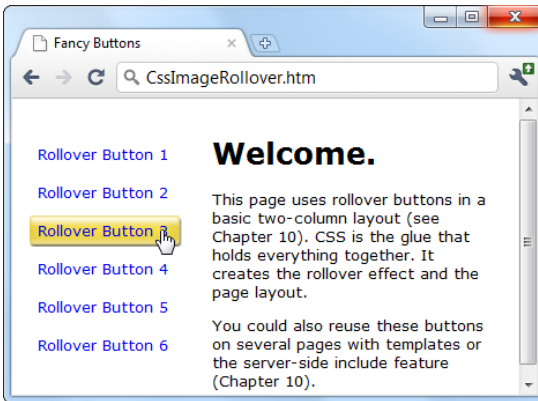 Fancy Buttons
CssImageRollover.htm
Rollover Button 1
Rollover Button 2
Rollover Button 3
Rollover Button 4
Rollover Button 5
Rollover Button 6
Welcome.
This page uses rollover buttons in a
basic two-column layout (see
Chapter 10). CSS is the glue that
holds everything together. It
creates the rollover effect and the
page layout.
You could also reuse these buttons
on several pages with templates or
the server-side include feature
(Chapter 10).